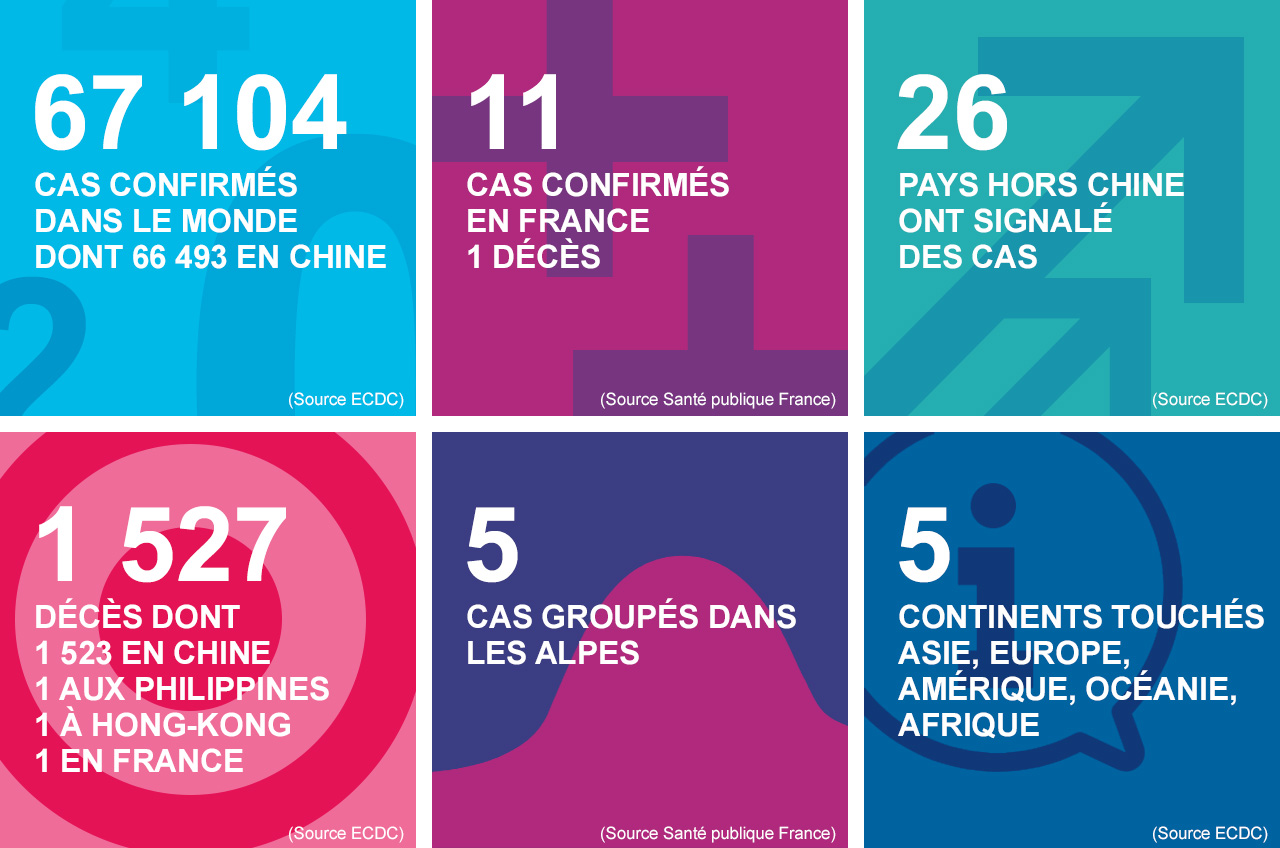 67 104
CAS CONFIRMÉS
DANS LE MONDE
DONT 66 493 EN CHINE
(Source ECDC)
11
CAS CONFIRMÉS
EN FRANCE
1 DÉCÈS
(Source Santé publique France)
26
PAYS HORS CHINE
ONT SIGNALÉ
DES CAS
(Source ECDC)
1 527
DÉCÈS DONT
1 523 EN CHINE
1 AUX PHILIPPINES
1 À HONG-KONG
1 EN FRANCE
(Source ECDC)
5
CAS GROUPÉS DANS
LES ALPES
(Source Santé publique France)
5
CONTINENTS TOUCHÉS
ASIE, EUROPE,
AMÉRIQUE, OCÉANIE,
AFRIQUE
(Source ECDC)